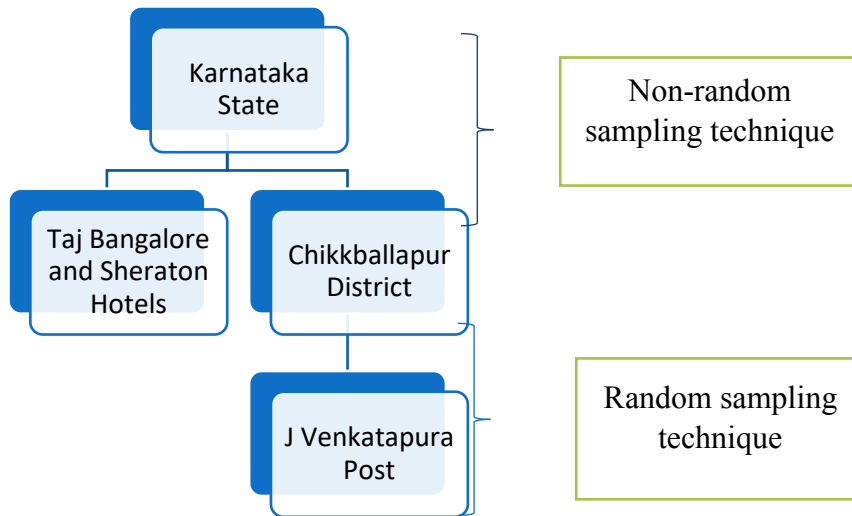 Karnataka
State
Non-random
sampling technique
Taj Bangalore
and Sheraton
Hotels
Chikkballapur
District
J Venkatapura
Post
Random sampling
technique